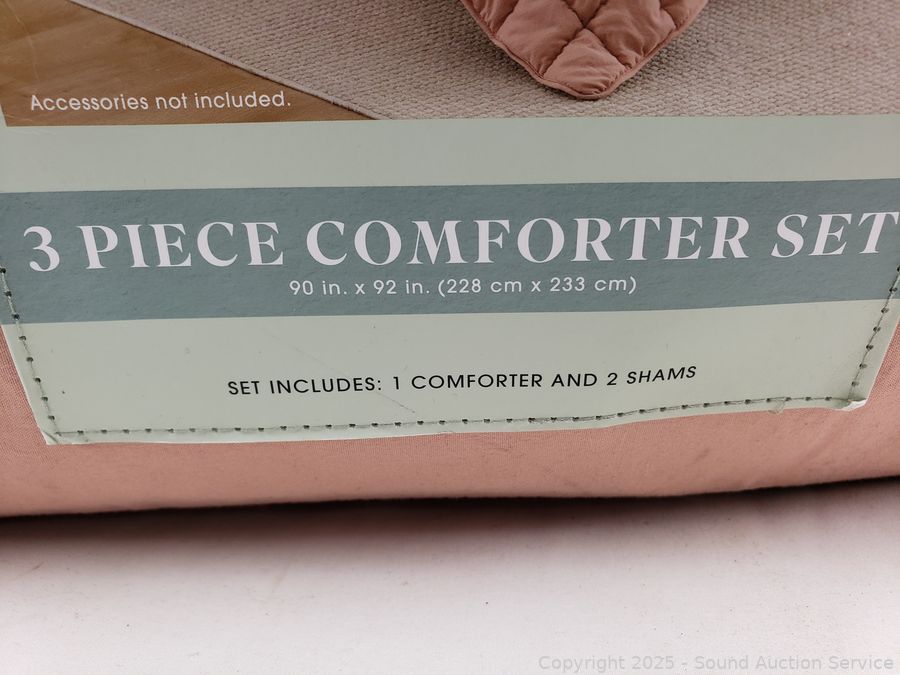 Accessories not included.
3 PIECE COMFORTER SET
90 in. x 92 in. (228 cm x 233 cm)
SET INCLUDES: 1 COMFORTER AND 2 SHAMS
Copyright 2025 - Sound Auction Service